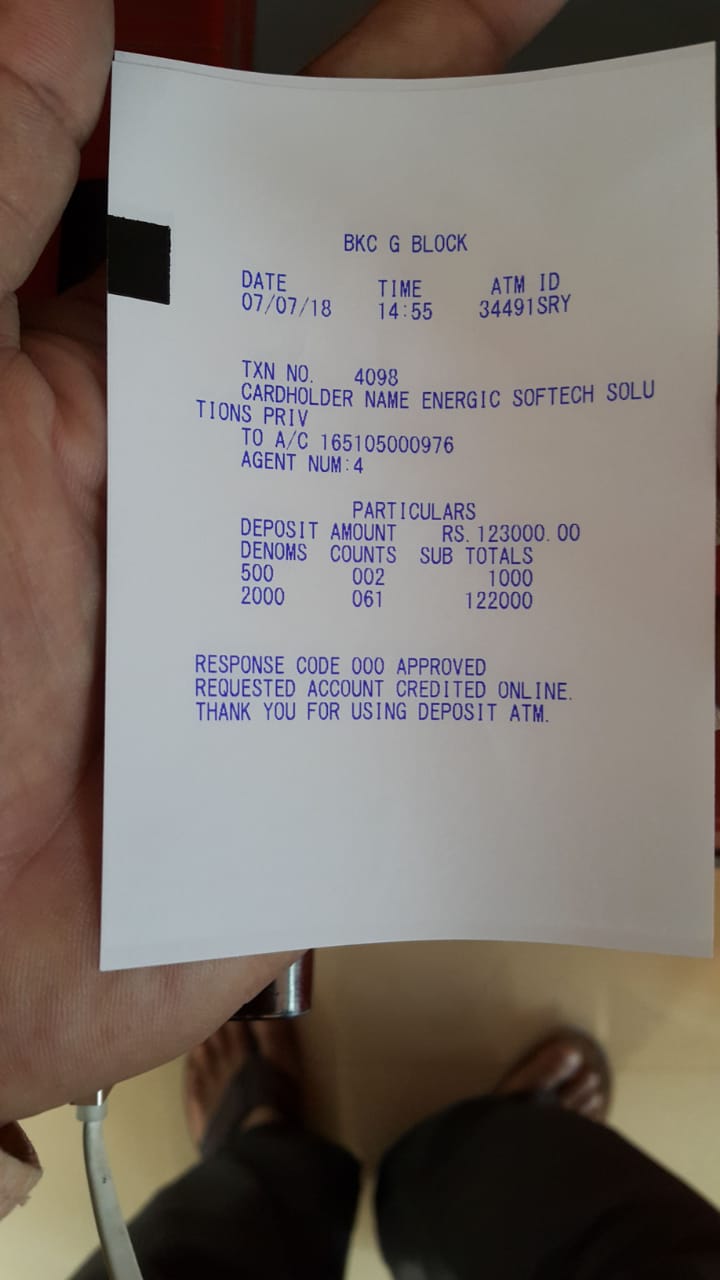 BKC G BLOCK
DATE TIME ATM ID
07/07/18 14:55 34491SRY
TXN NO. 4098
CARDHOLDER NAME ENERGIC SOFTECH SOLU
TIONS PRIV
TO A/C 165105000976
AGENT NUM:4
PARTICULARS
DEPOSIT AMOUNT RS.123000.00
DENOMS COUNTS SUB TOTALS
500 002 1000
2000 061 122000
RESPONSE CODE 000 APPROVED
REQUESTED ACCOUNT CREDITED ONLINE.
THANK YOU FOR USING DEPOSIT ATM.